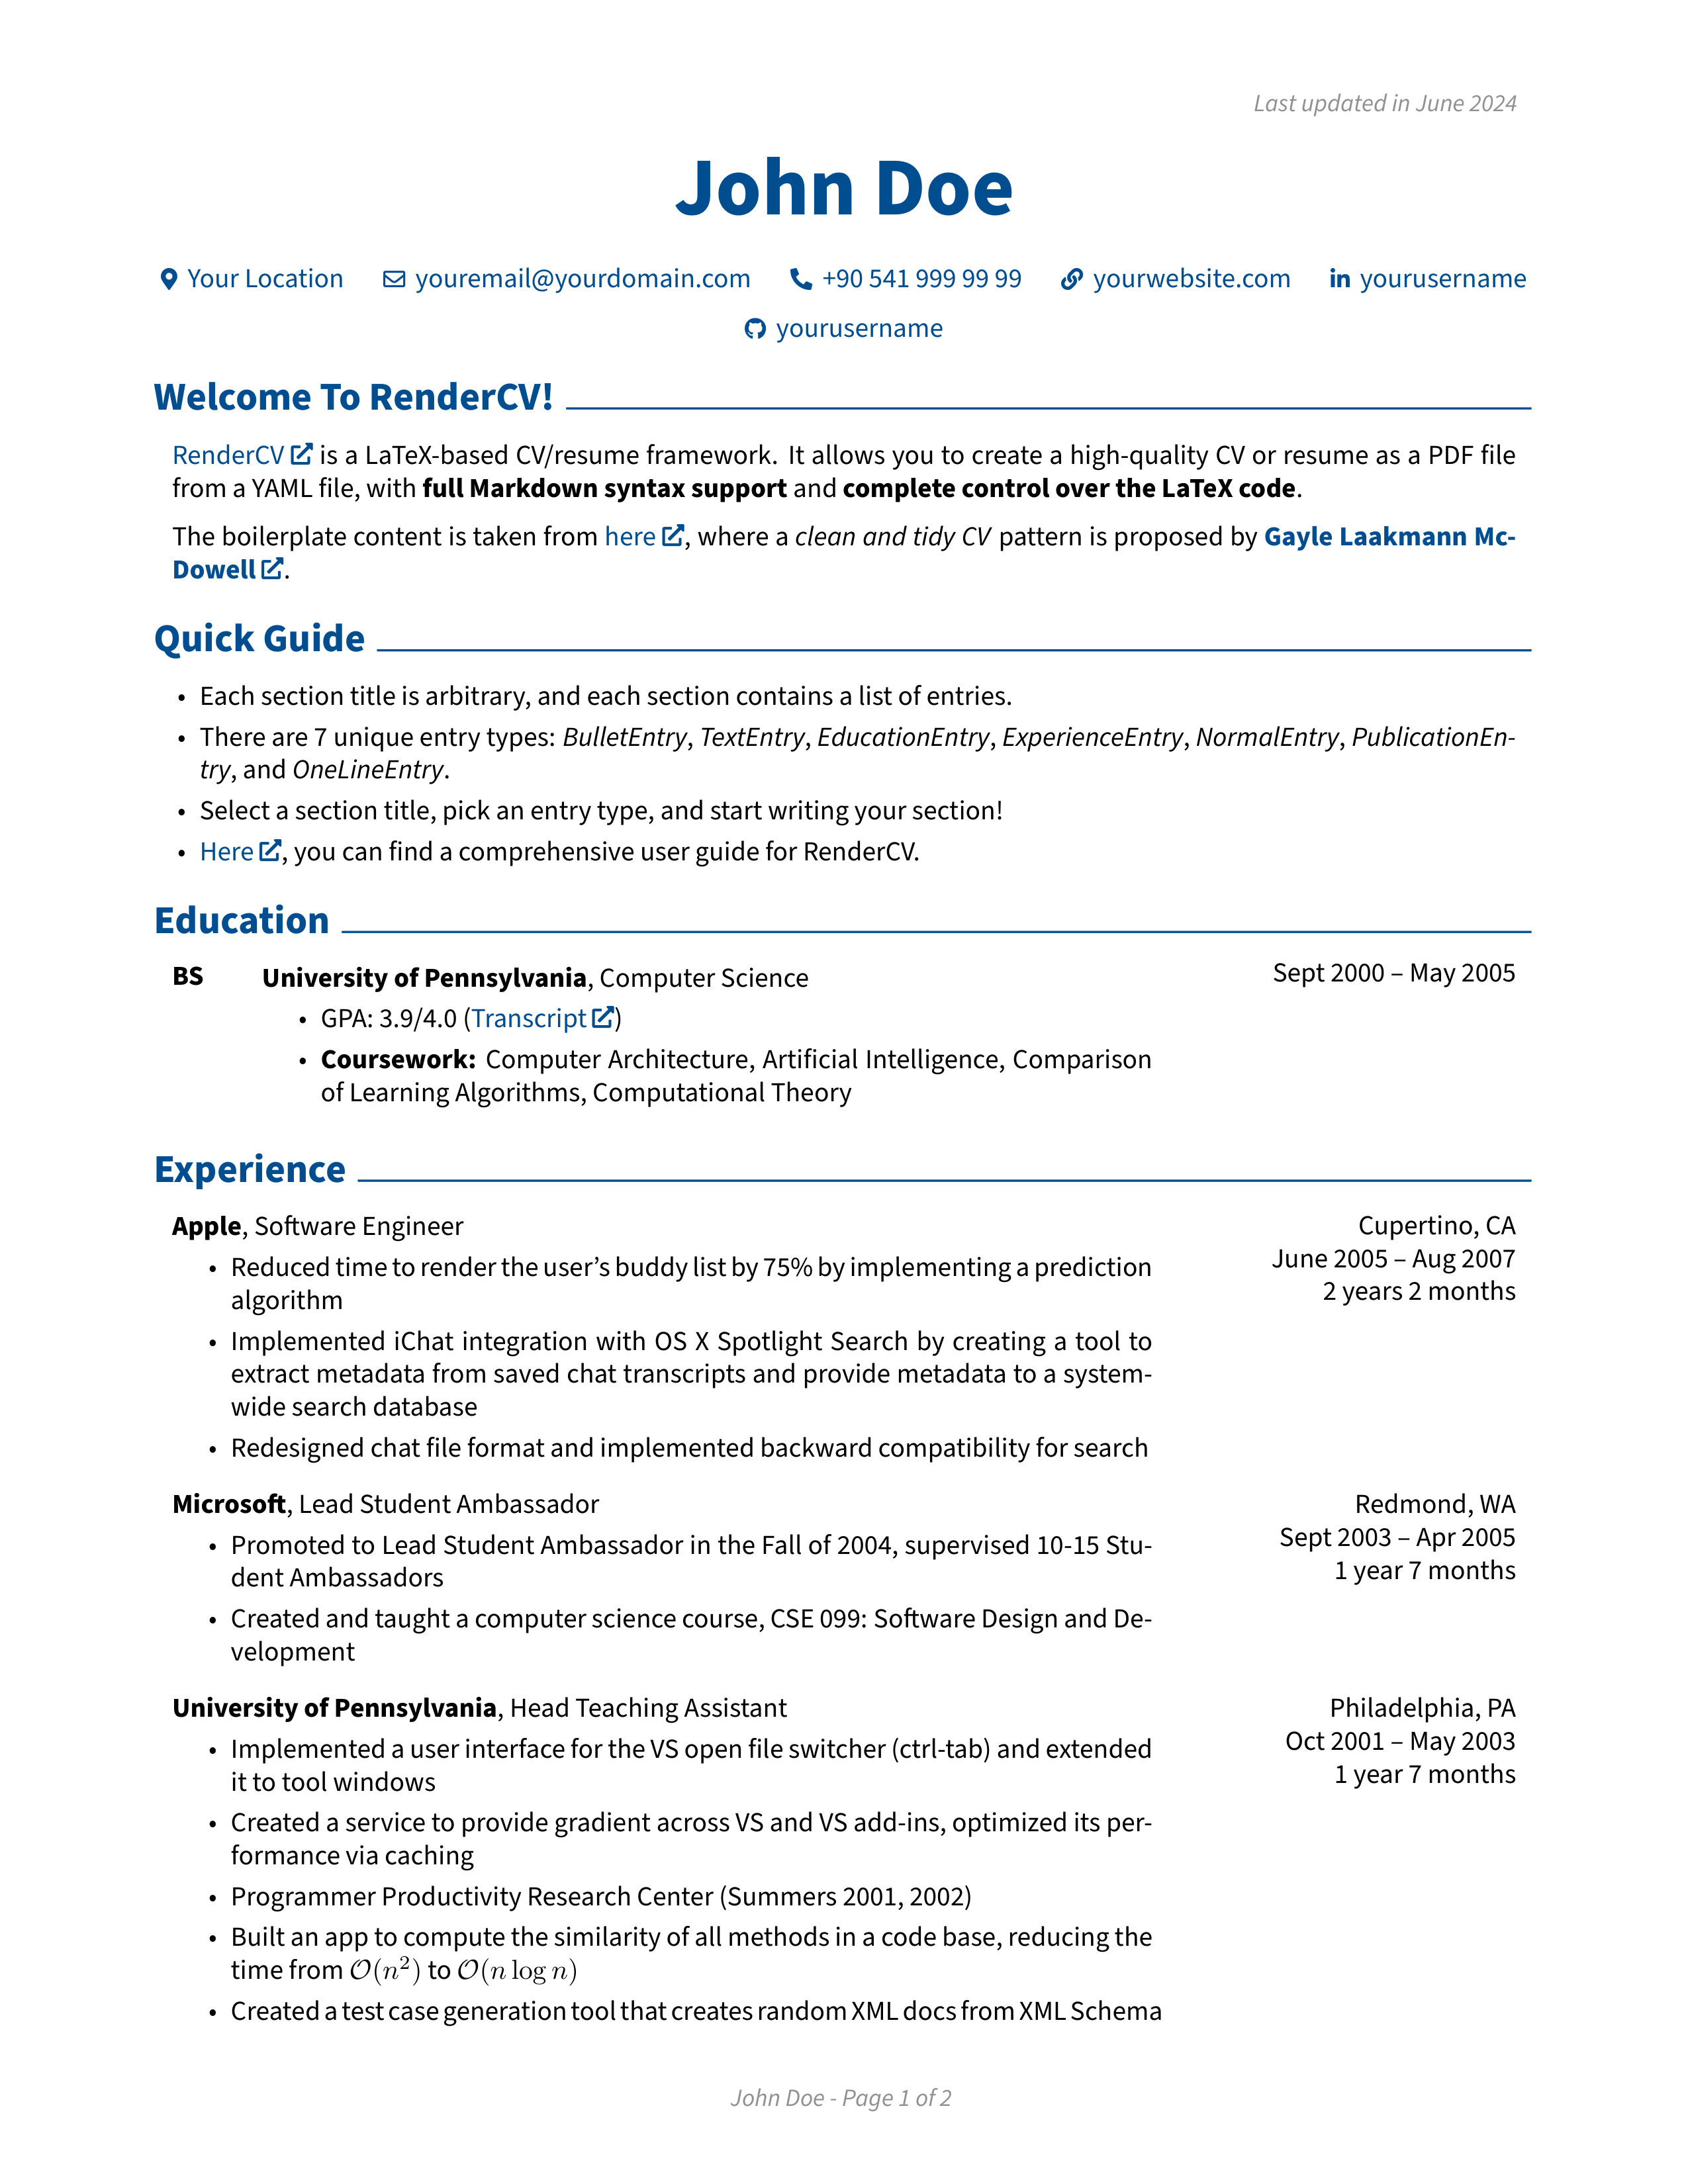 Last updated in June 2024
John Doe
Your Location youremail@yourdomain.com +90 541 999 99 99 yourwebsite.com yourusername
yourusername
Welcome To RenderCV!
RenderCV is a LaTeX-based CV/resume framework. It allows you to create a high-quality CV or resume as a PDF file
from a YAML file, with full Markdown syntax support and complete control over the LaTeX code.
The boilerplate content is taken from here, where a clean and tidy CV pattern is proposed by Gayle Laakmann Mc-
Dowell.
Quick Guide
• Each section title is arbitrary, and each section contains a list of entries.
• There are 7 unique entry types: BulletEntry, TextEntry, EducationEntry, ExperienceEntry, NormalEntry, PublicationEn-
try, and OneLineEntry.
• Select a section title, pick an entry type, and start writing your section!
• Here, you can find a comprehensive user guide for RenderCV.
Education
BS University of Pennsylvania, Computer Science Sept 2000 – May 2005
• GPA: 3.9/4.0 (Transcript)
• Coursework: Computer Architecture, Artificial Intelligence, Comparison
of Learning Algorithms, Computational Theory
Experience
Apple, Software Engineer Cupertino, CA
June 2005 – Aug 2007
2 years 2 months
• Reduced time to render the user’s buddy list by 75% by implementing a prediction
algorithm
• Implemented iChat integration with OS X Spotlight Search by creating a tool to
extract metadata from saved chat transcripts and provide metadata to a system-
wide search database
• Redesigned chat file format and implemented backward compatibility for search
Microsoft, Lead Student Ambassador Redmond, WA
Sept 2003 – Apr 2005
1 year 7 months
• Promoted to Lead Student Ambassador in the Fall of 2004, supervised 10-15 Stu-
dent Ambassadors
• Created and taught a computer science course, CSE 099: Software Design and De-
velopment
University of Pennsylvania, Head Teaching Assistant Philadelphia, PA
Oct 2001 – May 2003
1 year 7 months
• Implemented a user interface for the VS open file switcher (ctrl-tab) and extended
it to tool windows
• Created a service to provide gradient across VS and VS add-ins, optimized its per-
formance via caching
• Programmer Productivity Research Center (Summers 2001, 2002)
• Built an app to compute the similarity of all methods in a code base, reducing the
time from 𝒪(n²) to 𝒪(n log n)
• Created a test case generation tool that creates random XML docs from XML Schema
John Doe - Page 1 of 2